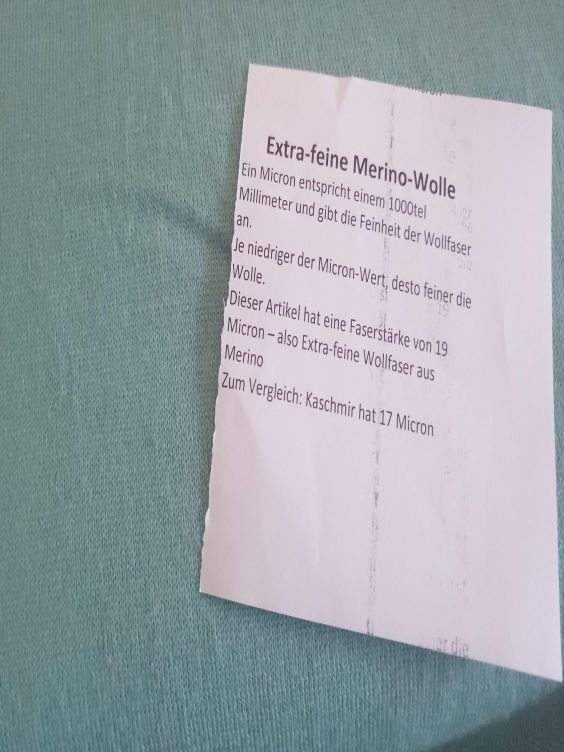 Extra-feine Merino-Wolle
Ein Micron entspricht einem 1000tel
Millimeter und gibt die Feinheit der Wollfaser
an.
Je niedriger der Micron-Wert, desto feiner die
Wolle.
Dieser Artikel hat eine Faserstärke von 19
Micron – also Extra-feine Wollfaser aus
Merino
Zum Vergleich: Kaschmir hat 17 Micron
die